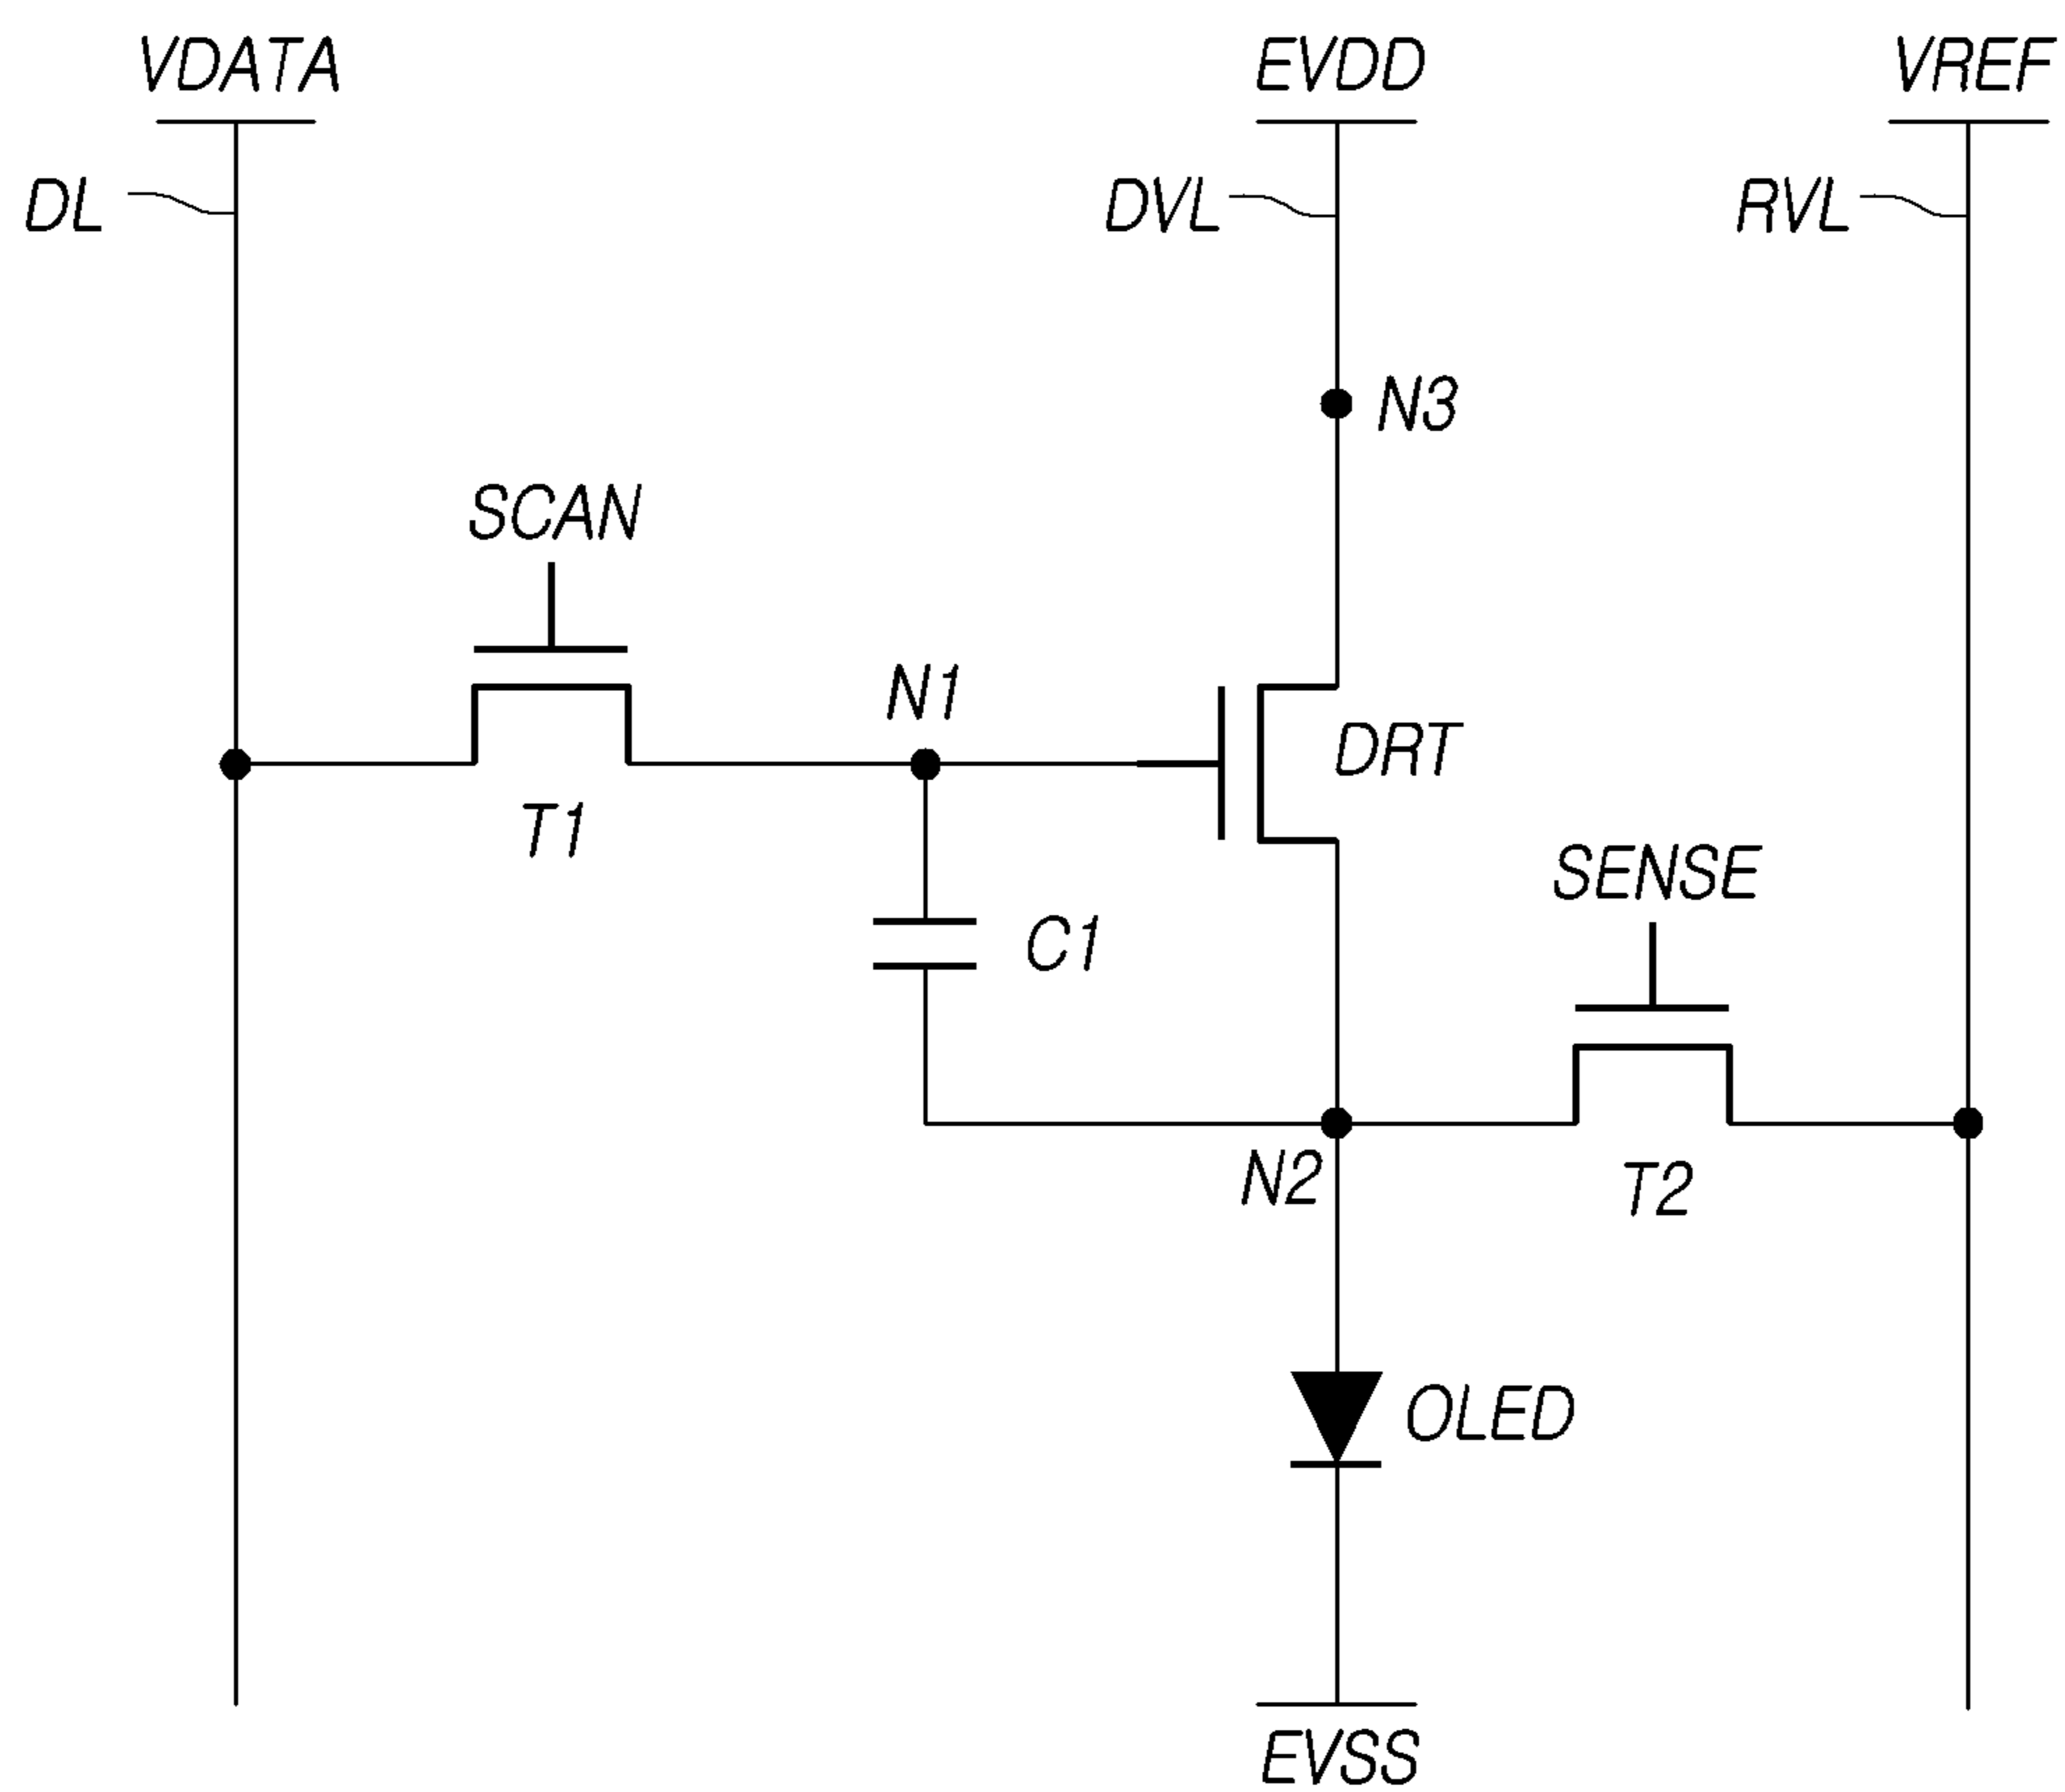 VDATA
EVDD
VREF
DL
DVL
RVL
N3
SCAN
N1
DRT
T1
SENSE
C1
N2
T2
OLED
EVSS